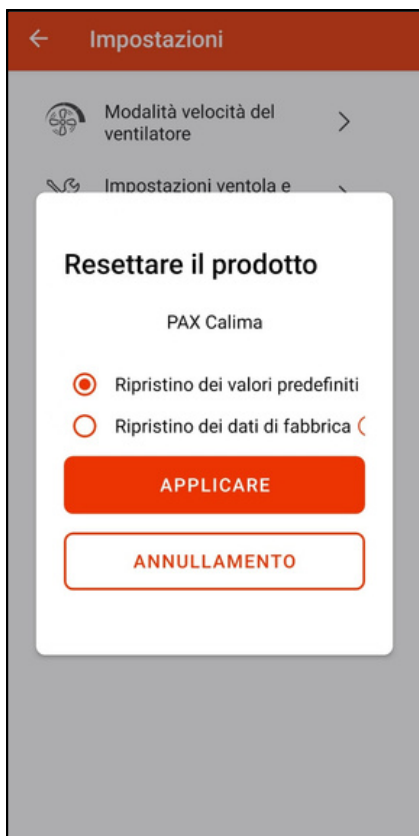 Impostazioni
Modalità velocità del
ventilatore
Impostazioni ventola e
Resettare il prodotto
PAX Calima
Ripristino dei valori predefiniti
Ripristino dei dati di fabbrica
APPLICARE
ANNULLAMENTO